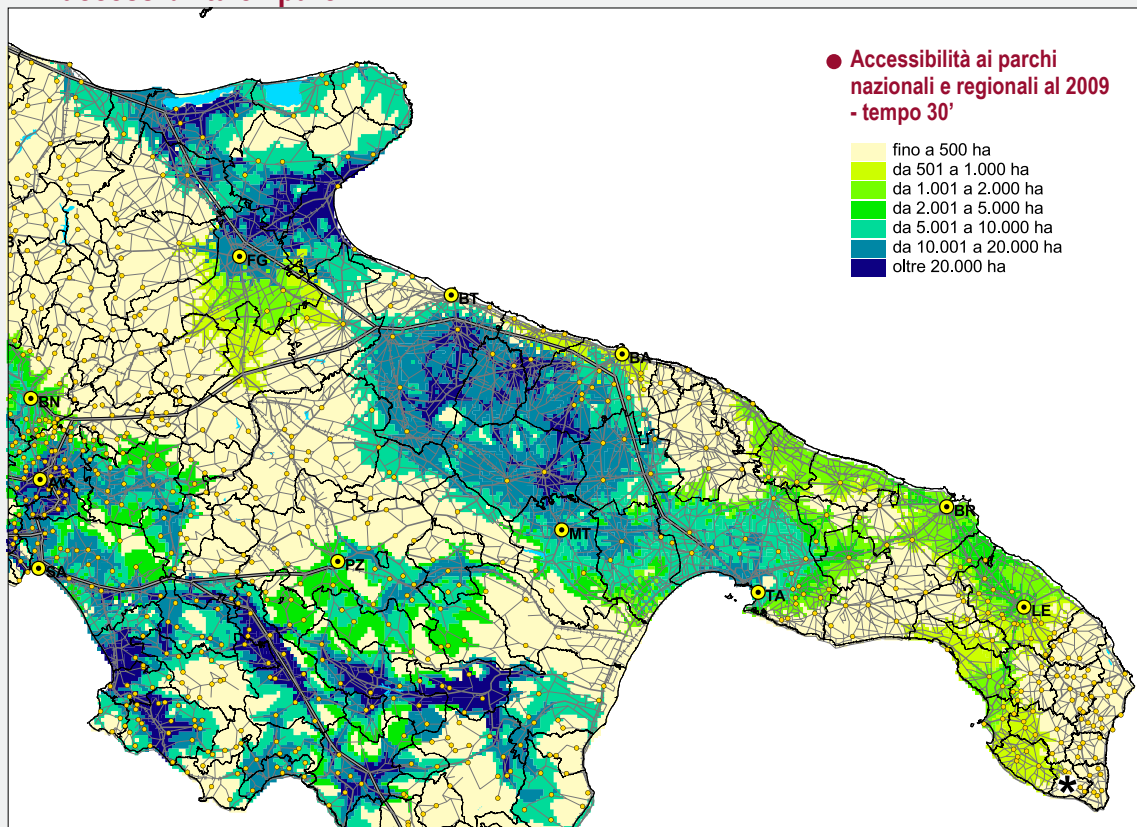 ● Accessibilità ai parchi
nazionali e regionali al 2009
- tempo 30’
fino a 500 ha
da 501 a 1.000 ha
da 1.001 a 2.000 ha
da 2.001 a 5.000 ha
da 5.001 a 10.000 ha
da 10.001 a 20.000 ha
oltre 20.000 ha
FG
BT
BA
BN
AV
BR
MT
PZ
SA
TA
LE
*